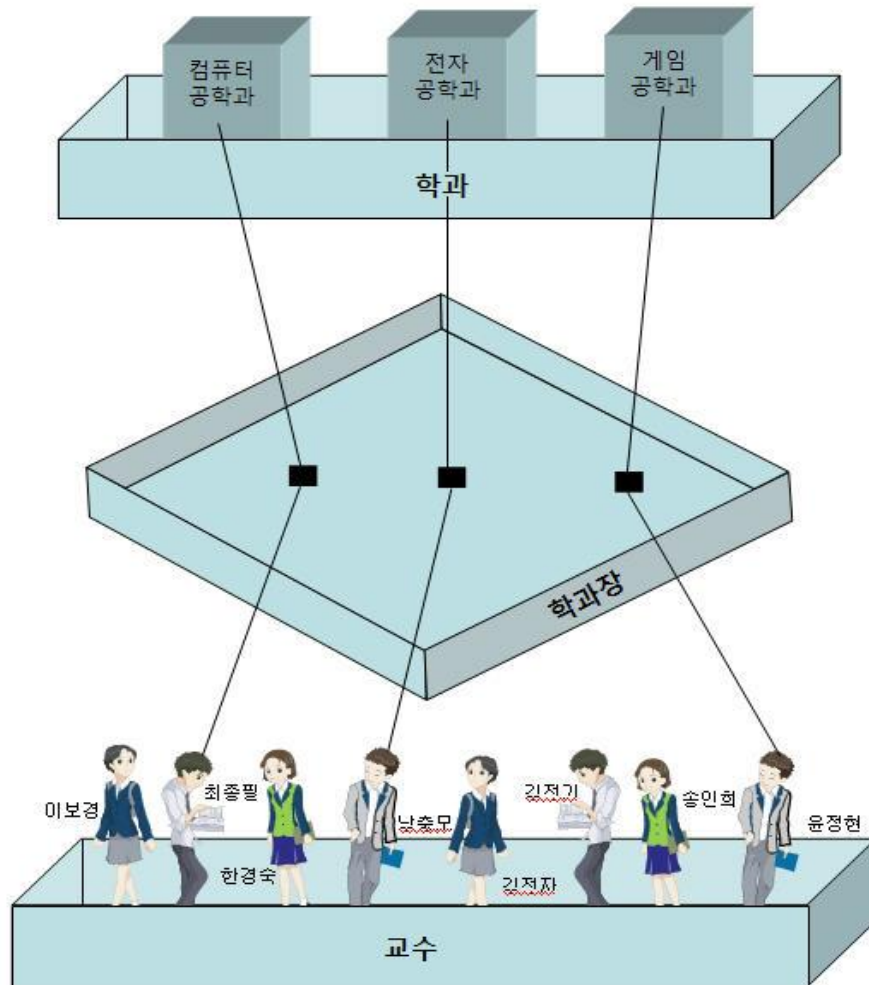 컴퓨터
공학과
전자
공학과
게임
공학과
학과
학과장
이보경
최종필
한경숙
남충모
김전자
김전기
송민희
윤정현
교수